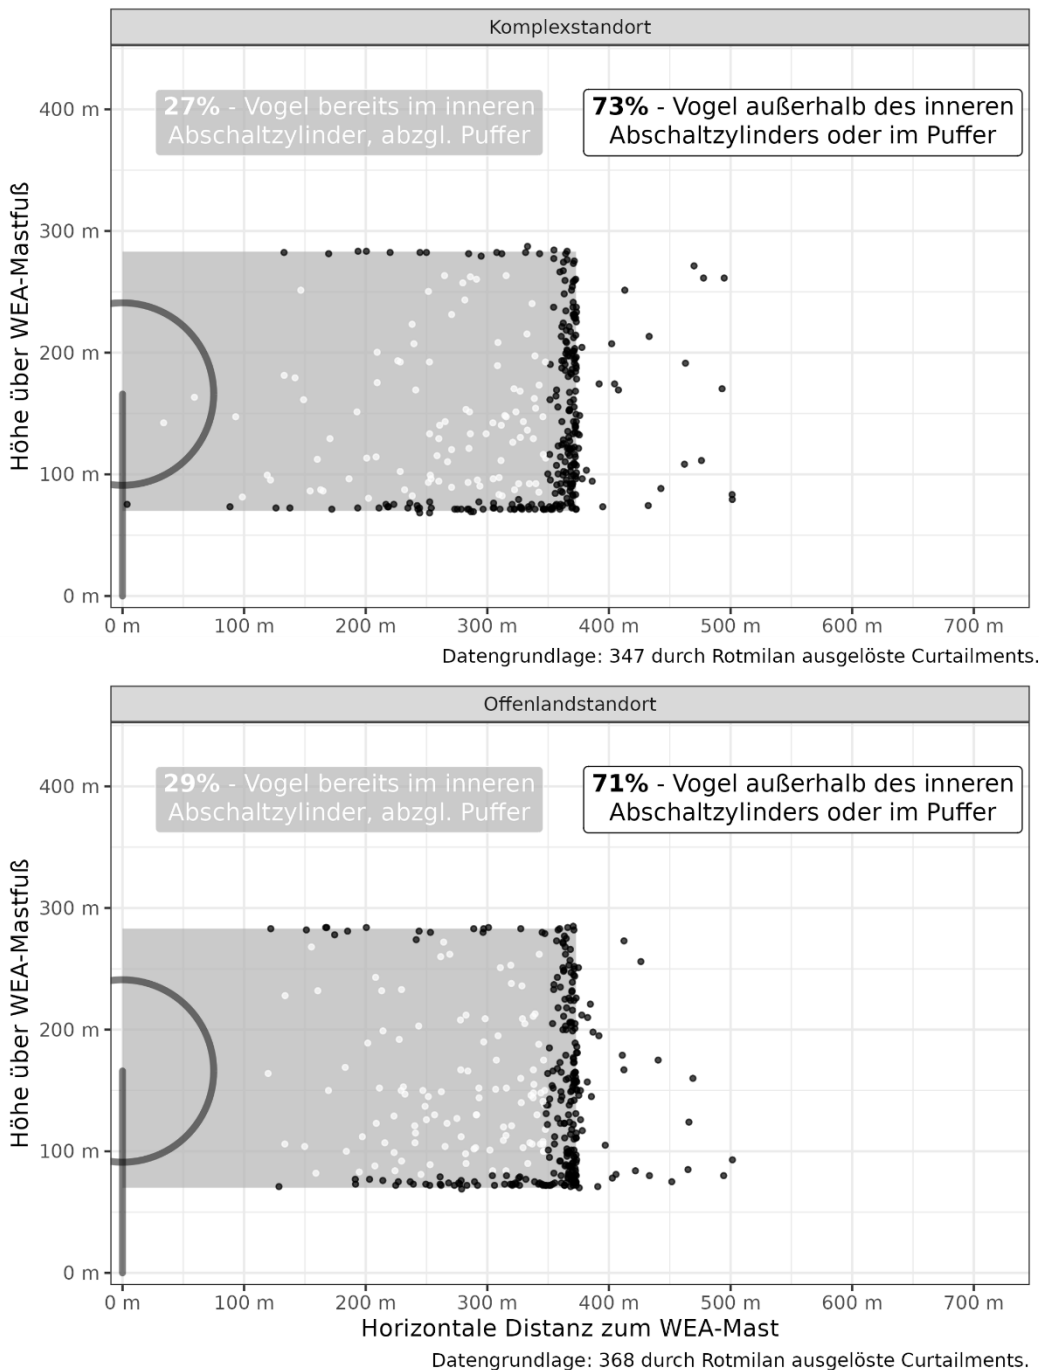 Komplexstandort
27% - Vogel bereits im inneren
Abschaltzylinder, abzgl. Puffer
73% - Vogel außerhalb des inneren
Abschaltzylinders oder im Puffer
Höhe über WEA-Mastfuß
400 m
300 m
200 m
100 m
0 m
0 m 100 m 200 m 300 m 400 m 500 m 600 m 700 m
Datengrundlage: 347 durch Rotmilan ausgelöste Curtailments.
Offenlandstandort
29% - Vogel bereits im inneren
Abschaltzylinder, abzgl. Puffer
71% - Vogel außerhalb des inneren
Abschaltzylinders oder im Puffer
Höhe über WEA-Mastfuß
400 m
300 m
200 m
100 m
0 m
0 m 100 m 200 m 300 m 400 m 500 m 600 m 700 m
Horizontale Distanz zum WEA-Mast
Datengrundlage: 368 durch Rotmilan ausgelöste Curtailments.